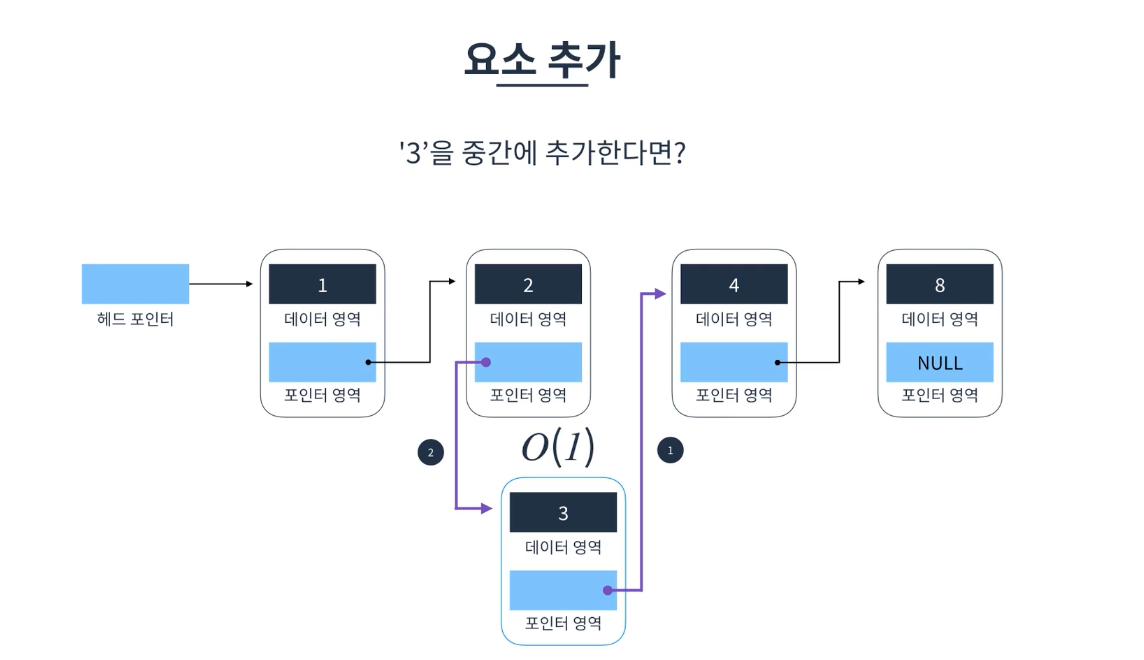 요소 추가
'3’을 중간에 추가한다면?
헤드 포인터
1
데이터 영역
포인터 영역
2
데이터 영역
포인터 영역
4
데이터 영역
포인터 영역
8
데이터 영역
NULL
포인터 영역
2
O(1)
1
3
데이터 영역
포인터 영역